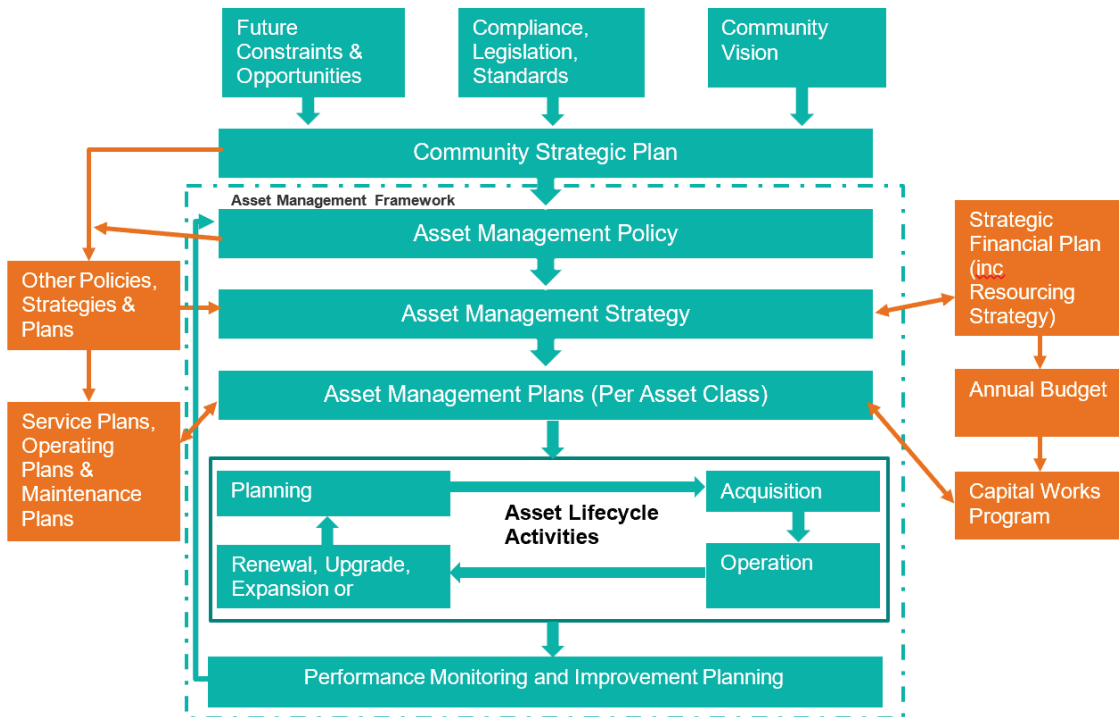 Future
Constraints &
Opportunities
Compliance,
Legislation,
Standards
Community
Vision
Community Strategic Plan
Asset Management Framework
Asset Management Policy
Strategic
Financial Plan
(inc
Resourcing
Strategy)
Other Policies,
Strategies &
Plans
Asset Management Strategy
Asset Management Plans (Per Asset Class)
Annual Budget
Service Plans,
Operating
Plans &
Maintenance
Plans
Planning
Acquisition
Capital Works
Program
Asset Lifecycle
Activities
Renewal, Upgrade,
Expansion or
Operation
Performance Monitoring and Improvement Planning